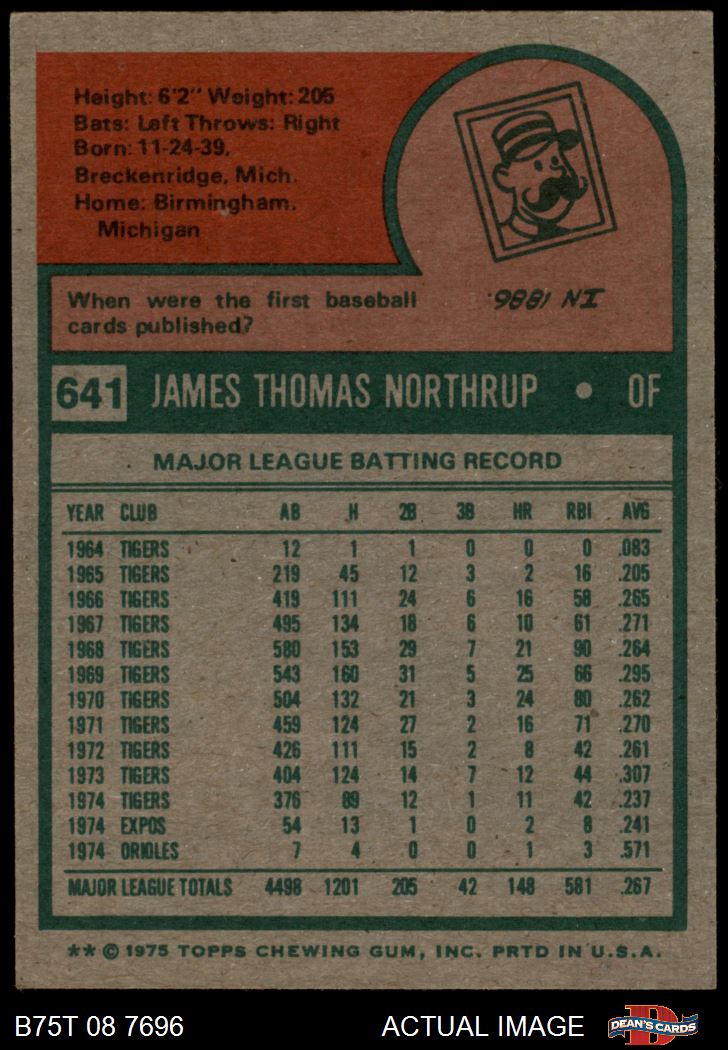 Height: 6'2" Weight: 205
Bats: Left Throws: Right
Born: 11-24-39,
Breckenridge, Mich.
Home: Birmingham,
Michigan
When were the first baseball
cards published?
IN 1886.
641 JAMES THOMAS NORTHRUP • OF
MAJOR LEAGUE BATTING RECORD
YEAR CLUB AB H 2B 3B HR RBI AVG
1964 TIGERS 12 1 1 0 0 0 .083
1965 TIGERS 219 45 12 3 2 16 .205
1966 TIGERS 419 111 24 6 16 58 .265
1967 TIGERS 495 134 18 6 10 61 .271
1968 TIGERS 580 153 29 7 21 90 .264
1969 TIGERS 543 160 31 5 25 66 .295
1970 TIGERS 504 132 21 3 24 80 .262
1971 TIGERS 459 124 27 2 16 71 .270
1972 TIGERS 426 111 15 2 8 42 .261
1973 TIGERS 404 124 14 7 12 44 .307
1974 TIGERS 376 89 12 1 11 42 .237
1974 EXPOS 54 13 1 0 2 8 .241
1974 ORIOLES 7 4 0 0 1 3 .571
MAJOR LEAGUE TOTALS 4498 1201 205 42 148 581 .267
** © 1975 TOPPS CHEWING GUM, INC. PRTD IN U.S.A.
B75T 08 7696 ACTUAL IMAGE D DEAN'S CARDS